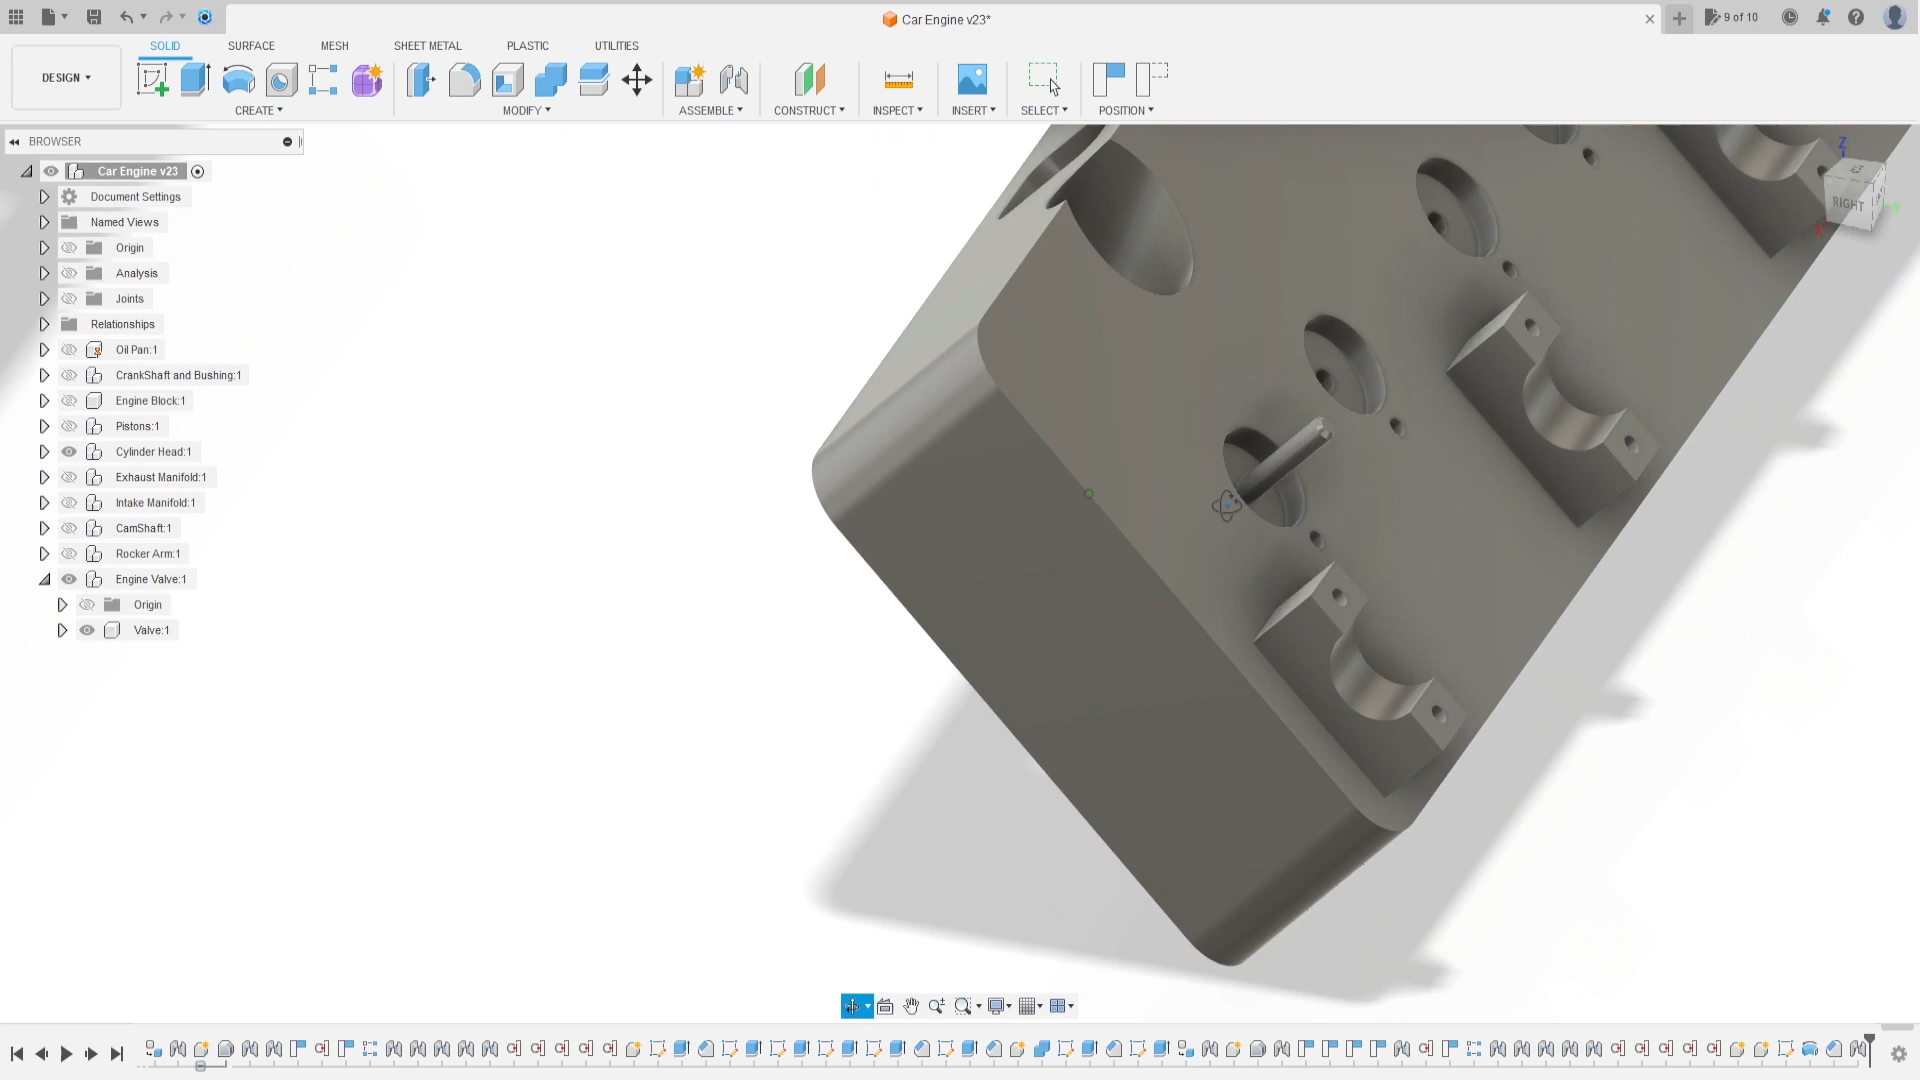 Car Engine v23*
9 of 10
SOLID
SURFACE
MESH
SHEET METAL
PLASTIC
UTILITIES
DESIGN
CREATE
MODIFY
ASSEMBLE
CONSTRUCT
INSPECT
INSERT
SELECT
POSITION
BROWSER
Car Engine v23
Document Settings
Named Views
Origin
Analysis
Joints
Relationships
Oil Pan:1
CrankShaft and Bushing:1
Engine Block:1
Pistons:1
Cylinder Head:1
Exhaust Manifold:1
Intake Manifold:1
CamShaft:1
Rocker Arm:1
Engine Valve:1
Origin
Valve:1
Z
RIGHT
Y
X